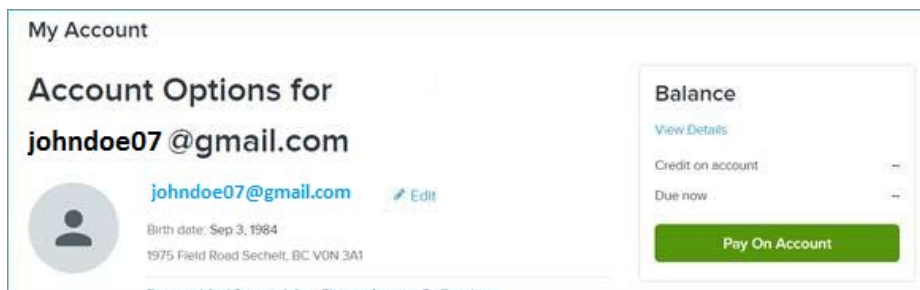 My Account
Account Options for
johndoe07 @gmail.com
johndoe07@gmail.com Edit
Birth date: Sep 3, 1984
1975 Field Road Sechelt, BC V0N 3A1
Balance
View Details
Credit on account --
Due now --
Pay On Account